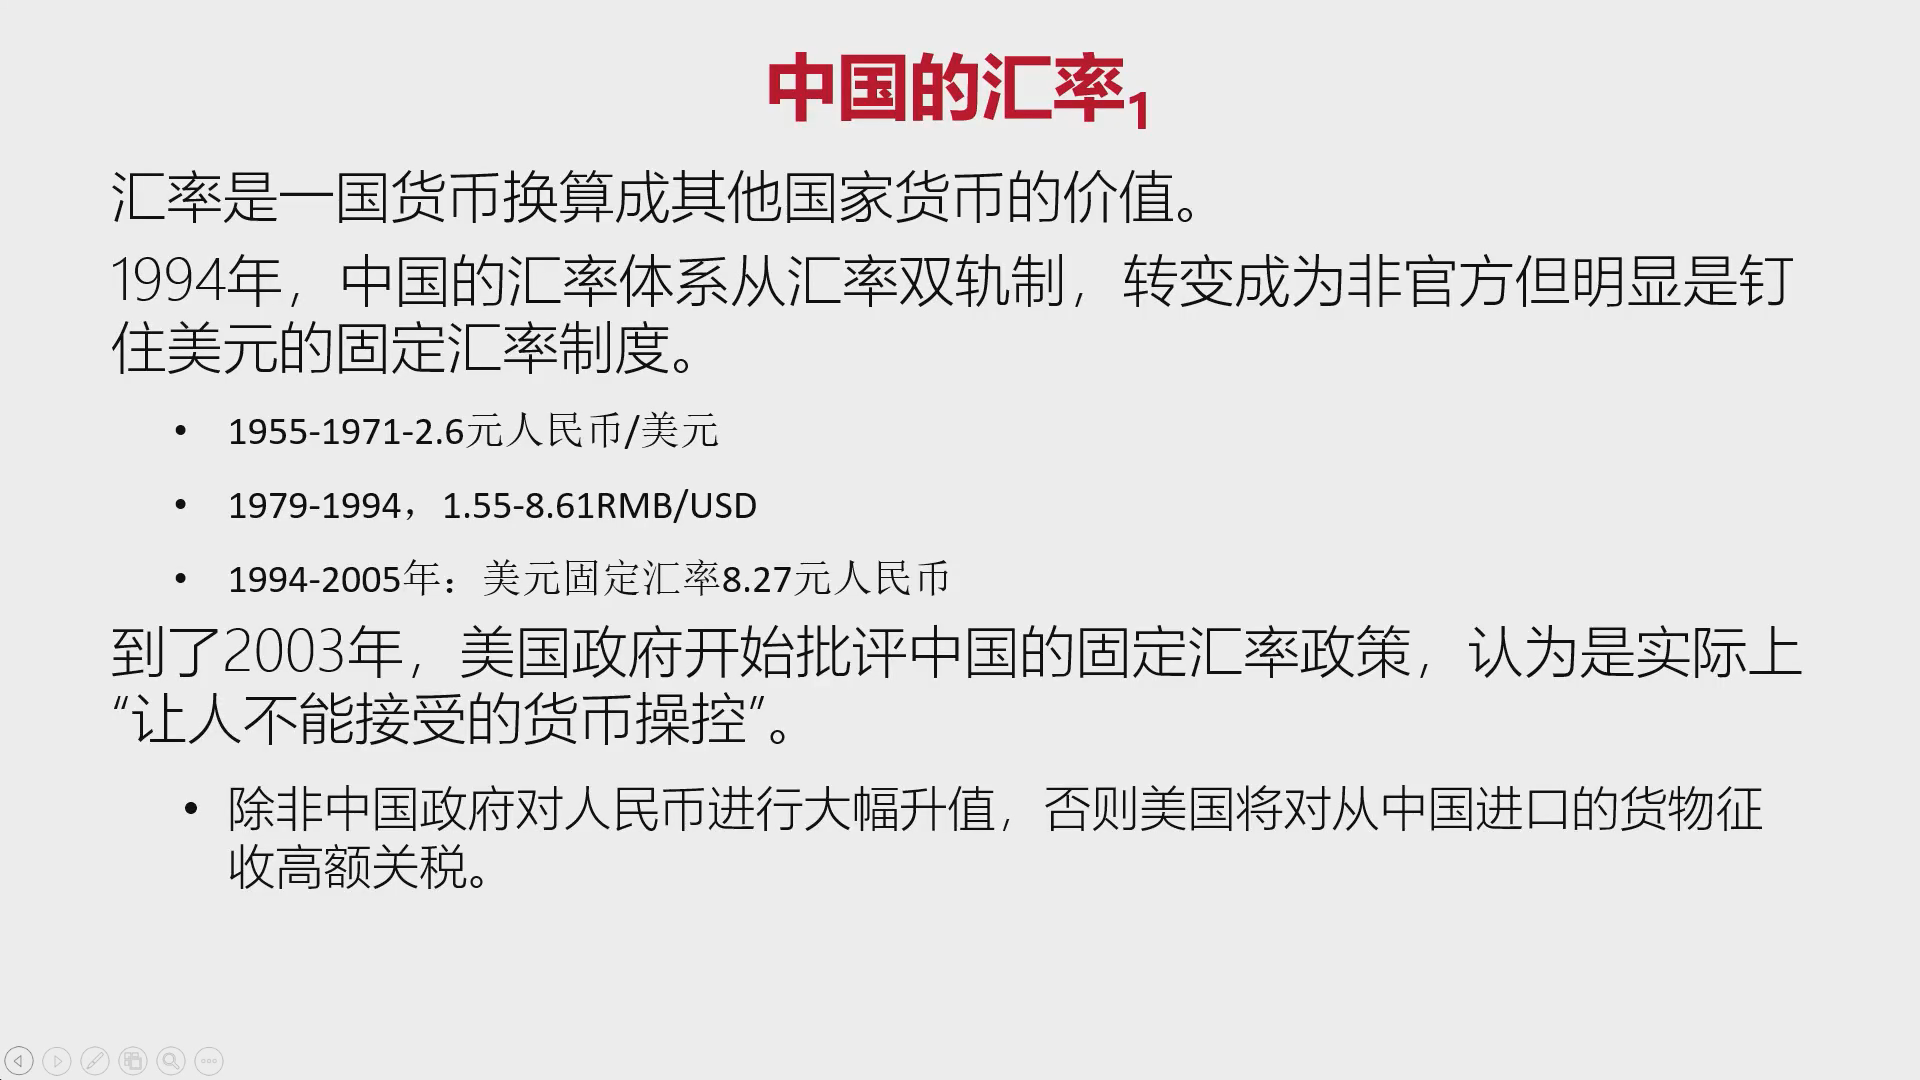 中国的汇率1
汇率是一国货币换算成其他国家货币的价值。
1994年，中国的汇率体系从汇率双轨制，转变成为非官方但明显是钉
住美元的固定汇率制度。
• 1955-1971-2.6元人民币/美元
• 1979-1994，1.55-8.61RMB/USD
• 1994-2005年：美元固定汇率8.27元人民币
到了2003年，美国政府开始批评中国的固定汇率政策，认为是实际上
“让人不能接受的货币操控”。
• 除非中国政府对人民币进行大幅升值，否则美国将对从中国进口的货物征
收高额关税。